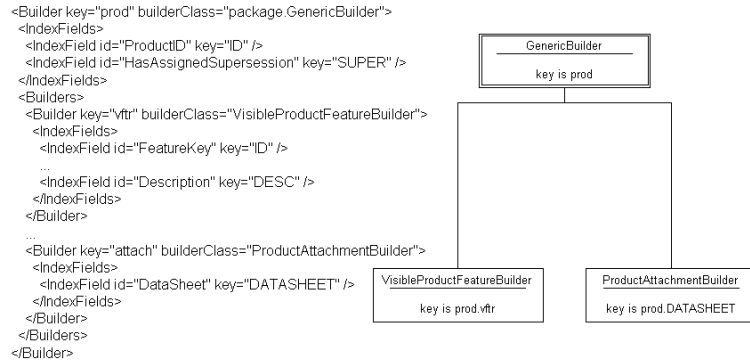 <Builder key="prod" builderClass="package.GenericBuilder">
<IndexFields>
<IndexField id="ProductID" key="ID" />
<IndexField id="HasAssignedSupersession" key="SUPER" />
</IndexFields>
<Builders>
<Builder key="vftr" builderClass="VisibleProductFeatureBuilder">
<IndexFields>
<IndexField id="FeatureKey" key="ID" />
...
<IndexField id="Description" key="DESC" />
</IndexFields>
</Builder>
...
<Builder key="attach" builderClass="ProductAttachmentBuilder">
<IndexFields>
<IndexField id="DataSheet" key="DATASHEET" />
</IndexFields>
</Builder>
</Builders>
</Builder>
GenericBuilder
key is prod
VisibleProductFeatureBuilder
key is prod.vftr
ProductAttachmentBuilder
key is prod.DATASHEET